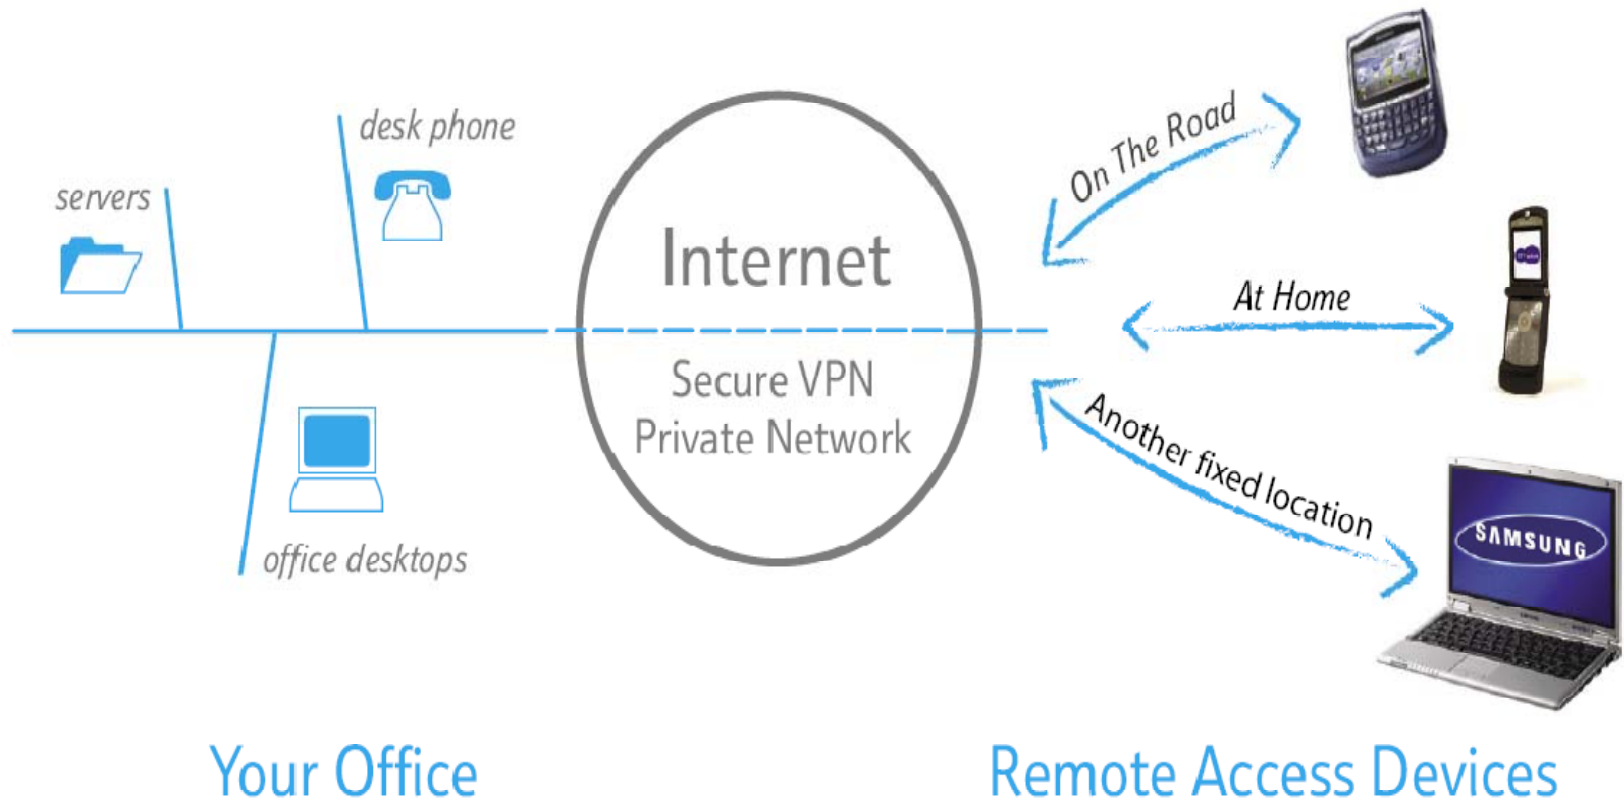 desk phone
servers
office desktops
Internet
Secure VPN
Private Network
On The Road
At Home
Another fixed location
SAMSUNG
Your Office
Remote Access Devices